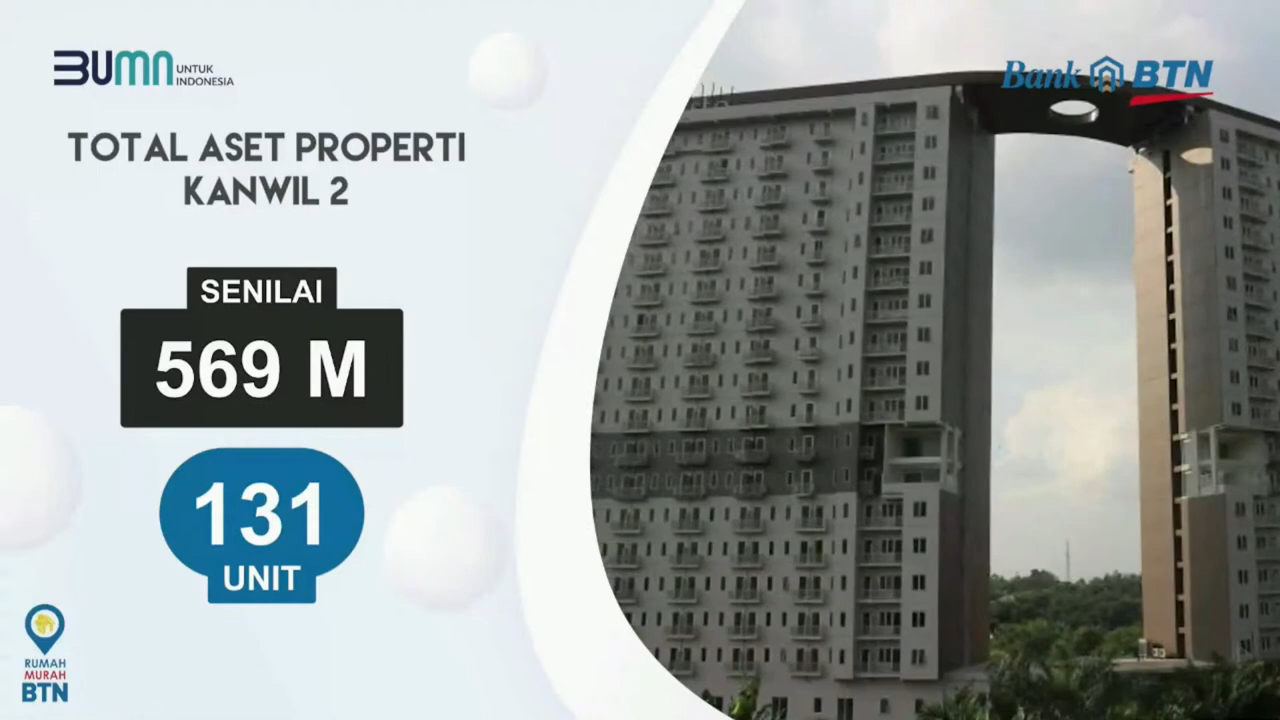 BUMN
UNTUK
INDONESIA
Bank BTN
TOTAL ASET PROPERTI
KANWIL 2
SENILAI
569 M
131
UNIT
RUMAH
MURAH
BTN